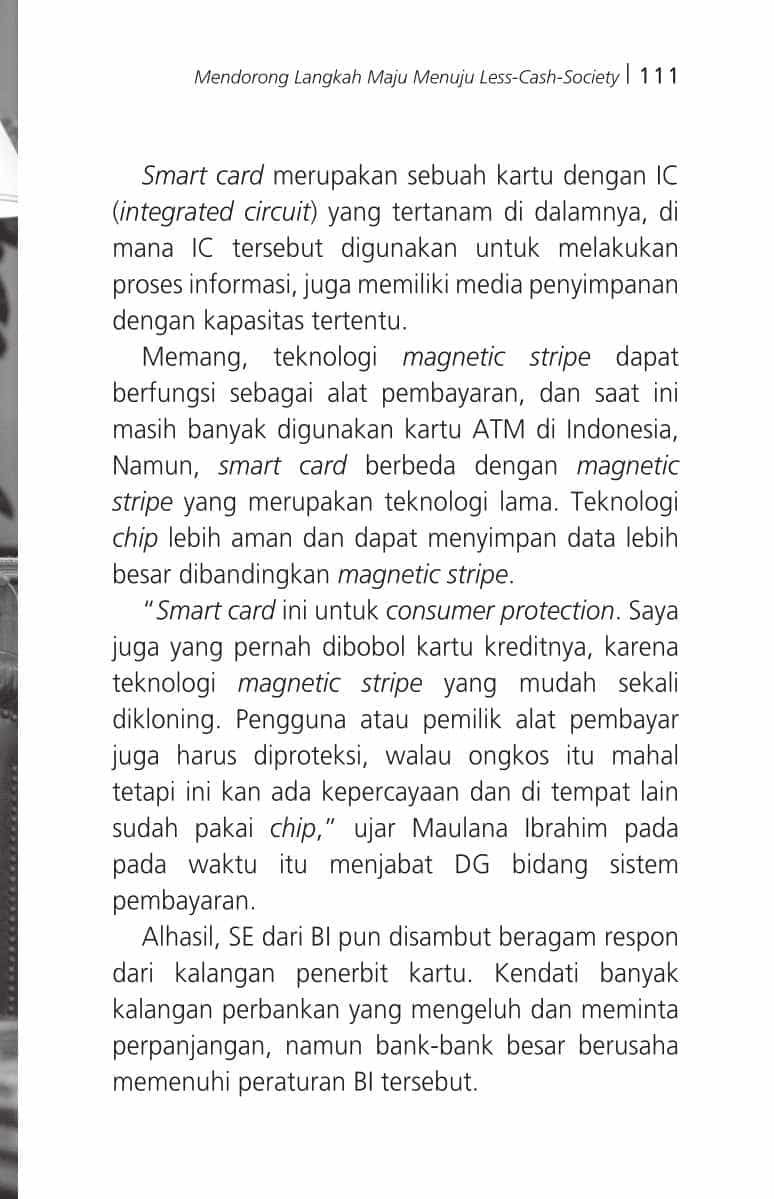 Mendorong Langkah Maju Menuju Less-Cash-Society | 111
Smart card merupakan sebuah kartu dengan IC
(integrated circuit) yang tertanam di dalamnya, di
mana IC tersebut digunakan untuk melakukan
proses informasi, juga memiliki media penyimpanan
dengan kapasitas tertentu.
Memang, teknologi magnetic stripe dapat
berfungsi sebagai alat pembayaran, dan saat ini
masih banyak digunakan kartu ATM di Indonesia,
Namun, smart card berbeda dengan magnetic
stripe yang merupakan teknologi lama. Teknologi
chip lebih aman dan dapat menyimpan data lebih
besar dibandingkan magnetic stripe.
“Smart card ini untuk consumer protection. Saya
juga yang pernah dibobol kartu kreditnya, karena
teknologi magnetic stripe yang mudah sekali
dikloning. Pengguna atau pemilik alat pembayar
juga harus diproteksi, walau ongkos itu mahal
tetapi ini kan ada kepercayaan dan di tempat lain
sudah pakai chip,” ujar Maulana Ibrahim pada
pada waktu itu menjabat DG bidang sistem
pembayaran.
Alhasil, SE dari BI pun disambut beragam respon
dari kalangan penerbit kartu. Kendati banyak
kalangan perbankan yang mengeluh dan meminta
perpanjangan, namun bank-bank besar berusaha
memenuhi peraturan BI tersebut.